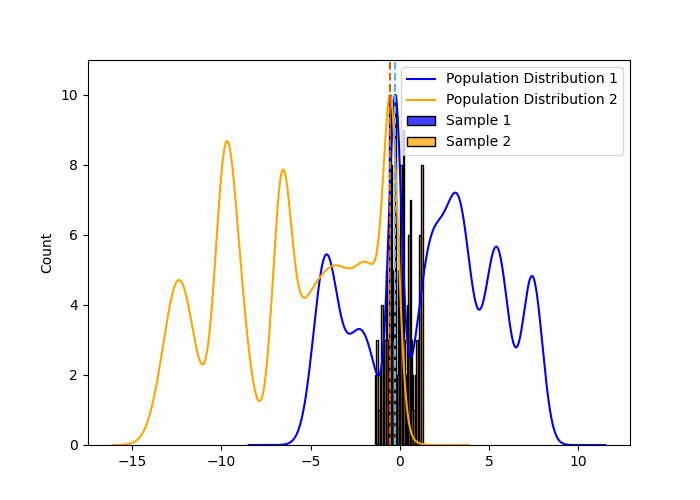 Population Distribution 1
Population Distribution 2
Sample 1
Sample 2
Count
10
8
6
4
2
0
−15
−10
−5
0
5
10